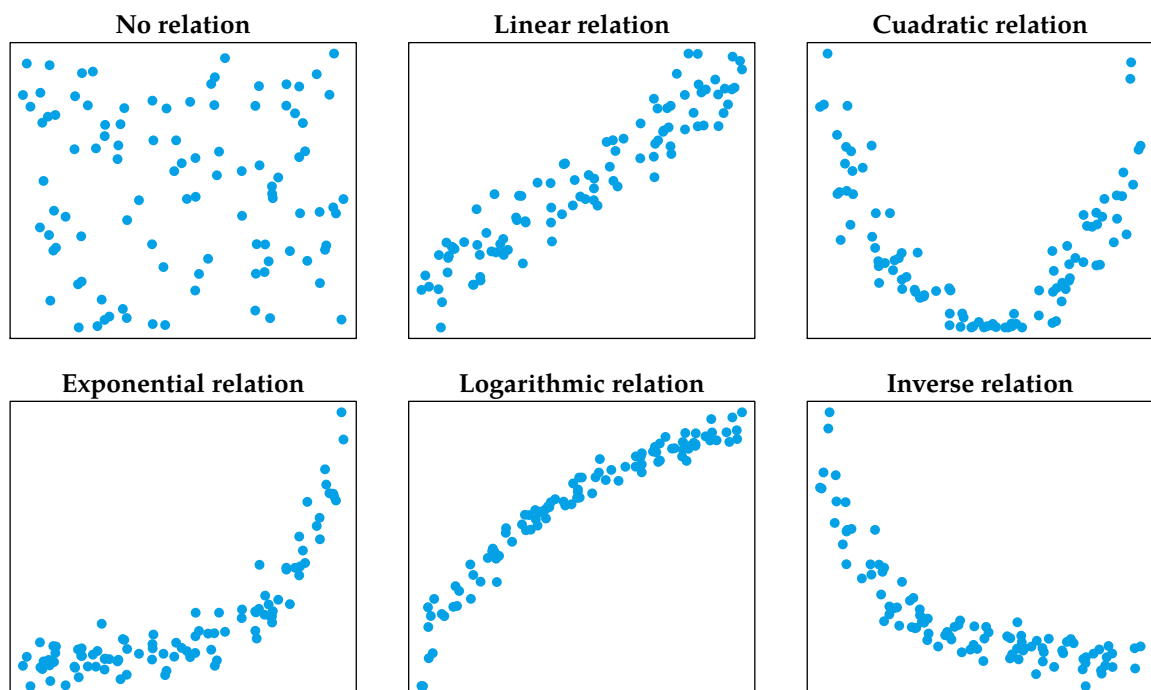 No relation
Linear relation
Cuadratic relation
Exponential relation
Logarithmic relation
Inverse relation